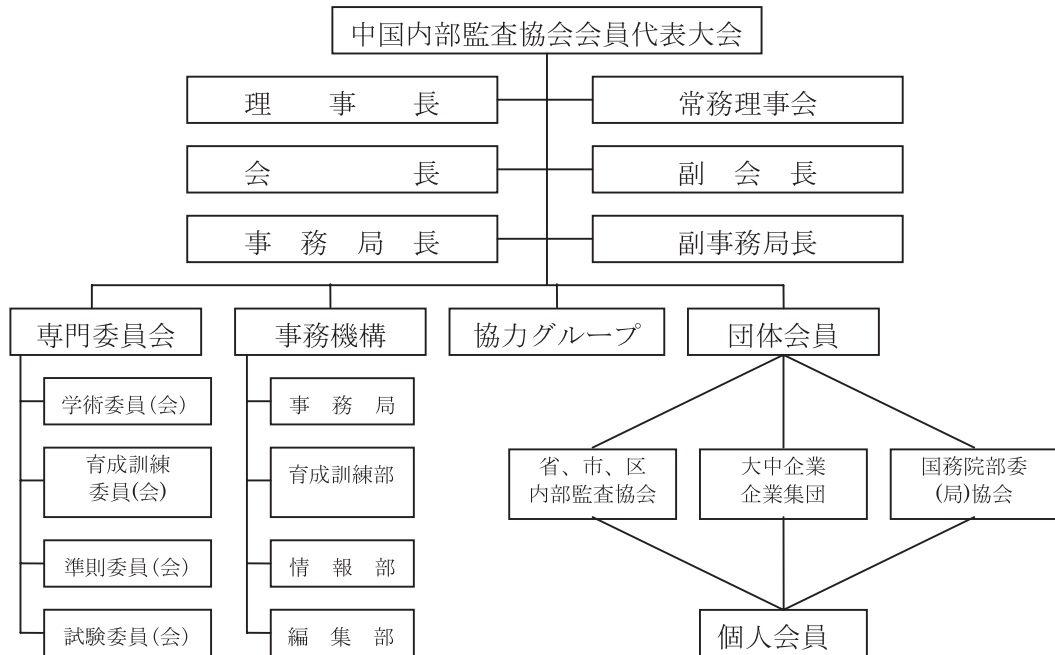 中国内部監査協会会員代表大会
理事長
常務理事会
会長
副会長
事務局長
副事務局長
専門委員会
事務機構
協力グループ
団体会員
学術委員(会)
事務局
育成訓練
委員(会)
育成訓練部
省、市、区
内部監査協会
大中企業
企業集団
国務院部委
(局)協会
準則委員(会)
情報部
試験委員(会)
編集部
個人会員